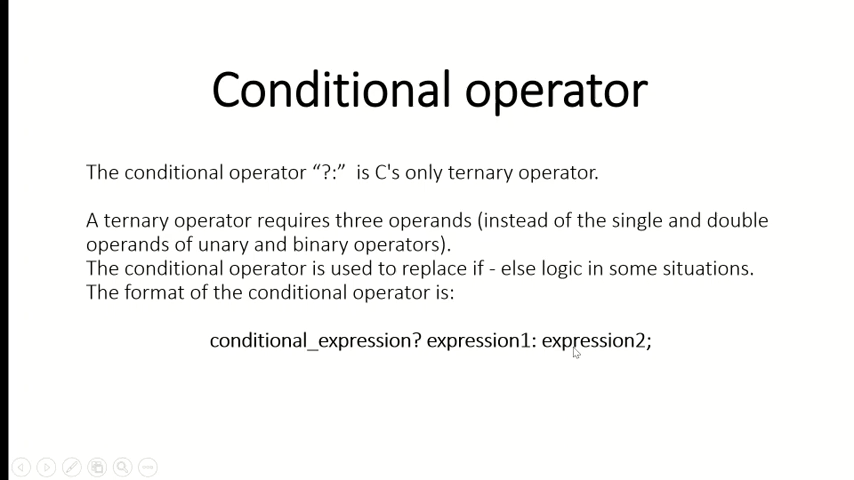 Conditional operator
The conditional operator “?:”  is C's only ternary operator.
A ternary operator requires three operands (instead of the single and double
operands of unary and binary operators).
The conditional operator is used to replace if - else logic in some situations.
The format of the conditional operator is:
conditional_expression? expression1: expression2;